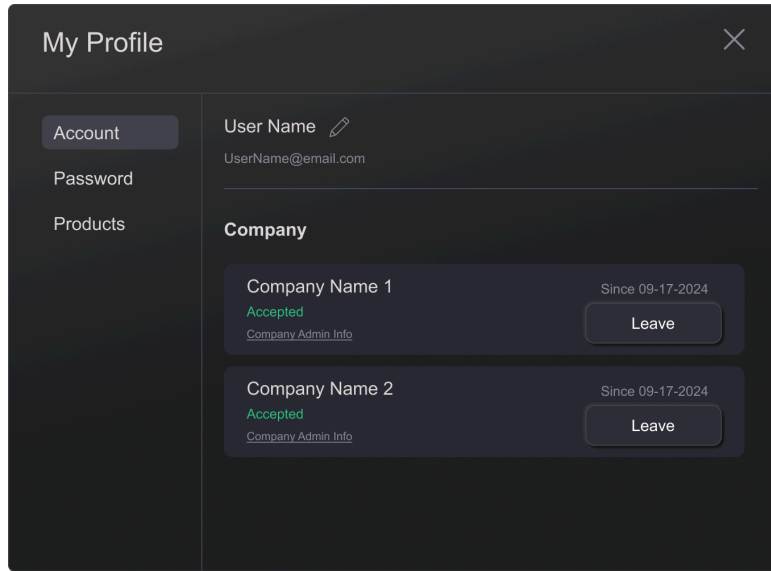 My Profile
Account
Password
Products
User Name
UserName@email.com
Company
Company Name 1
Accepted
Company Admin Info
Since 09-17-2024
Leave
Company Name 2
Accepted
Company Admin Info
Since 09-17-2024
Leave